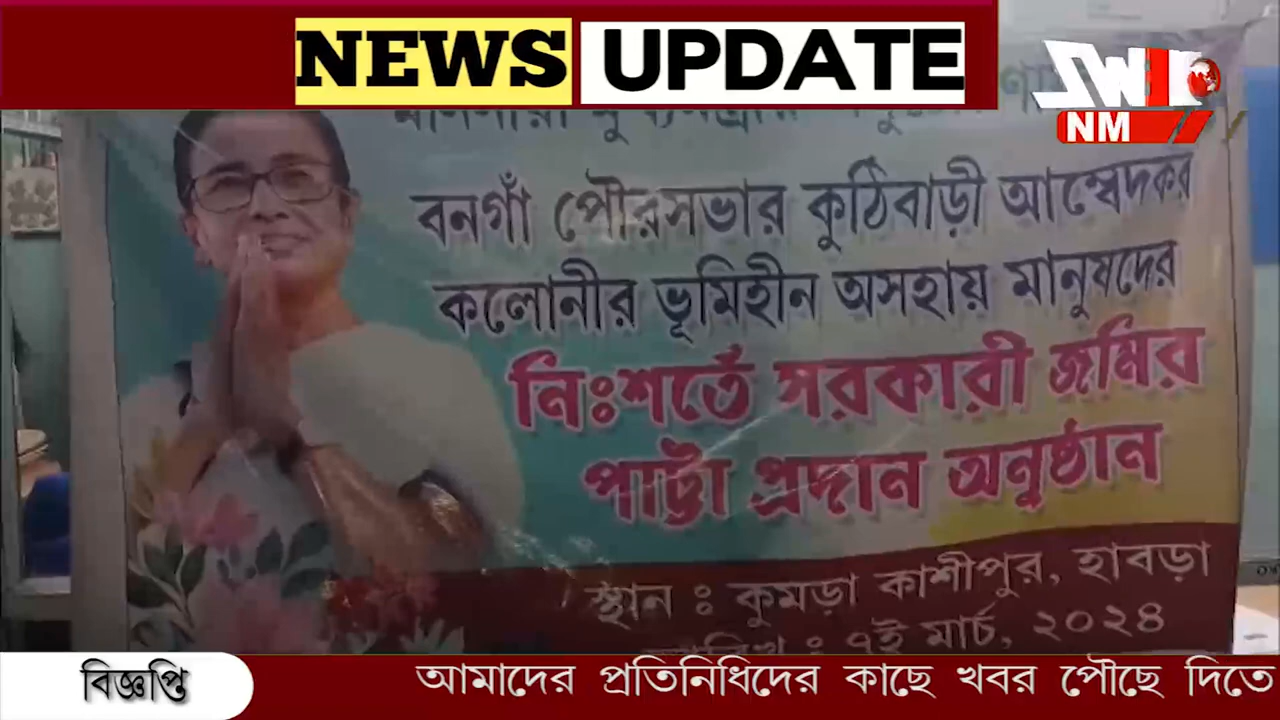 NEWS UPDATE
NM
বনগাঁ পৌরসভার কুঠিবাড়ী আম্বেদকর
কলোনীর ভূমিহীন অসহায় মানুষদের
নিঃশর্তে সরকারী জমির
পাট্টা প্রদান অনুষ্ঠান
স্থান : কুমড়া কাশীপুর, হাবড়া
৭ই মার্চ, ২০২৪
বিজ্ঞপ্তি
আমাদের প্রতিনিধিদের কাছে খবর পৌছে দিতে